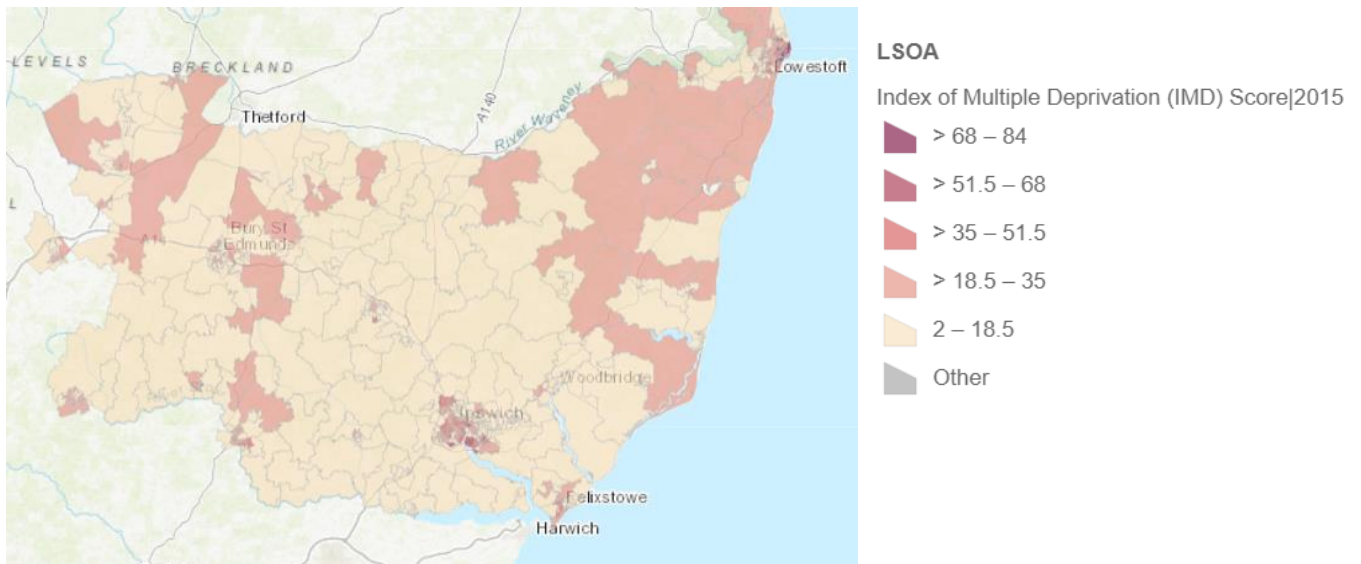 LEVELS
BRECKLAND
Thetford
A140
River Waveney
Lowestoft
L
A14
Bury St
Edmunds
Woodbridge
Ipswich
Felixstowe
Harwich
LSOA
Index of Multiple Deprivation (IMD) Score|2015
> 68 – 84
> 51.5 – 68
> 35 – 51.5
> 18.5 – 35
2 – 18.5
Other